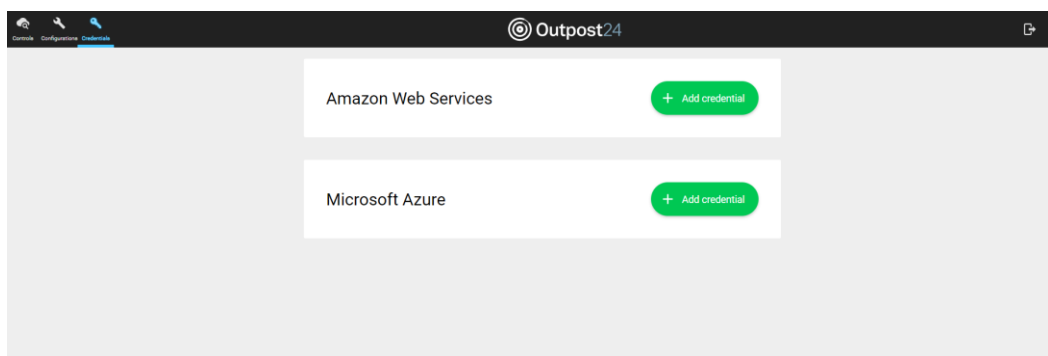 Controls Configurations Credentials
Outpost24
Amazon Web Services
+ Add credential
Microsoft Azure
+ Add credential